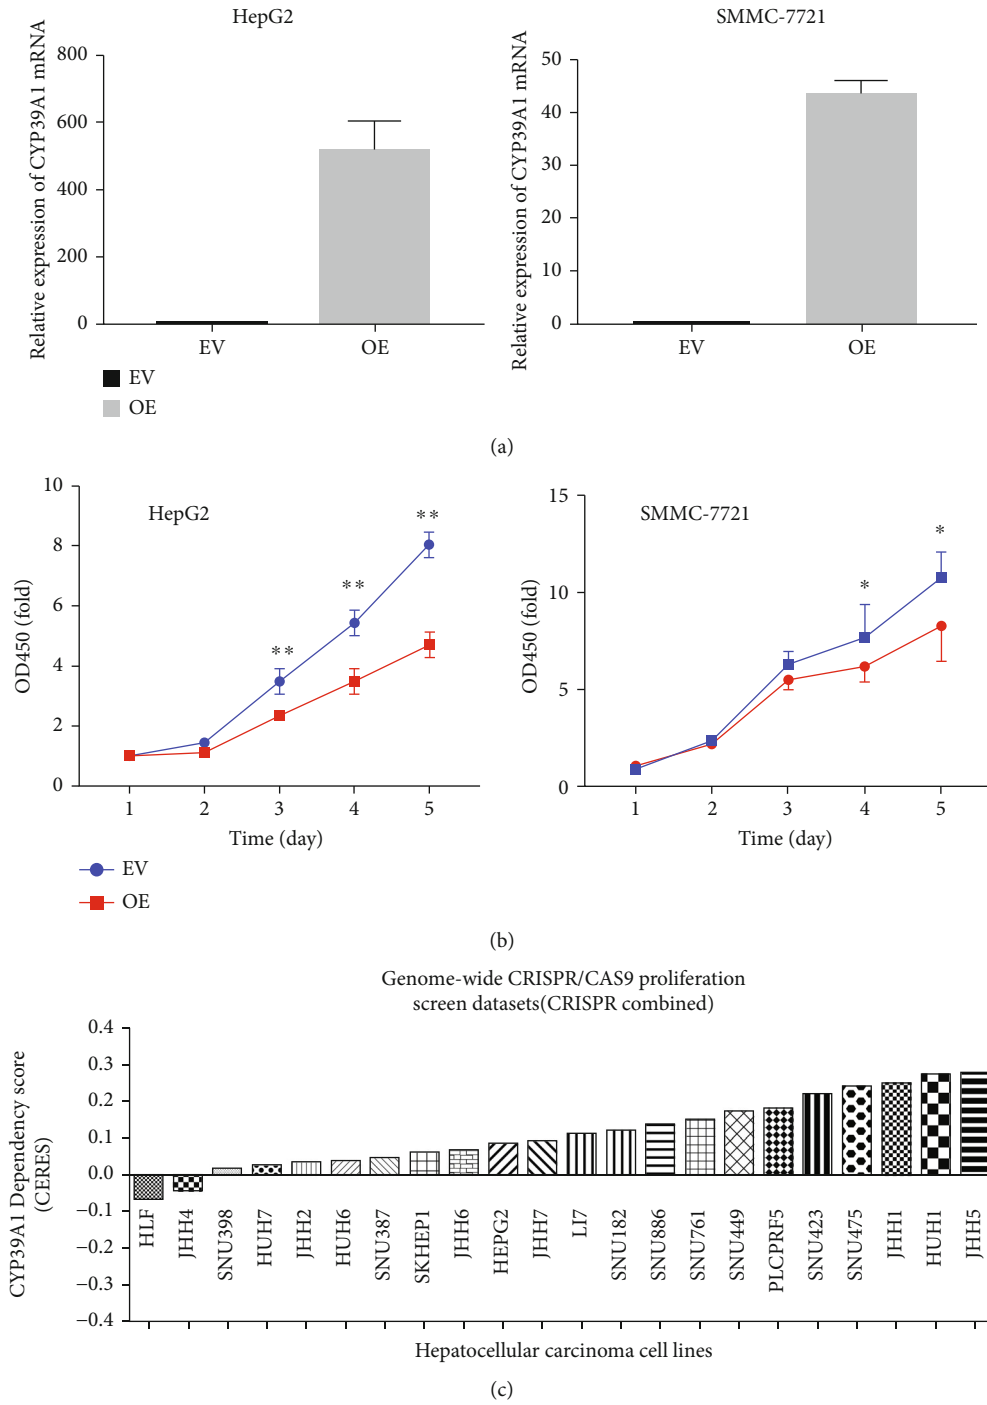 HepG2
SMMC-7721
Relative expression of CYP39A1 mRNA
800
600
400
200
0
EV
OE
Relative expression of CYP39A1 mRNA
50
40
30
20
10
0
EV
OE
EV
OE
(a)
HepG2
OD450 (fold)
10
8
6
4
2
0
**
**
**
1 2 3 4 5
Time (day)
SMMC-7721
OD450 (fold)
15
10
5
0
*
*
1 2 3 4 5
Time (day)
EV
OE
(b)
Genome-wide CRISPR/CAS9 proliferation
screen datasets(CRISPR combined)
CYP39A1 Dependency score
(CERES)
0.4
0.3
0.2
0.1
0.0
−0.1
−0.2
−0.3
−0.4
HLF
JHH4
SNU398
HUH7
JHH2
HUH6
SNU387
SKHEP1
JHH6
HEPG2
JHH7
LI7
SNU182
SNU886
SNU761
SNU449
PLCPRF5
SNU423
SNU475
JHH1
HUH1
JHH5
Hepatocellular carcinoma cell lines
(c)